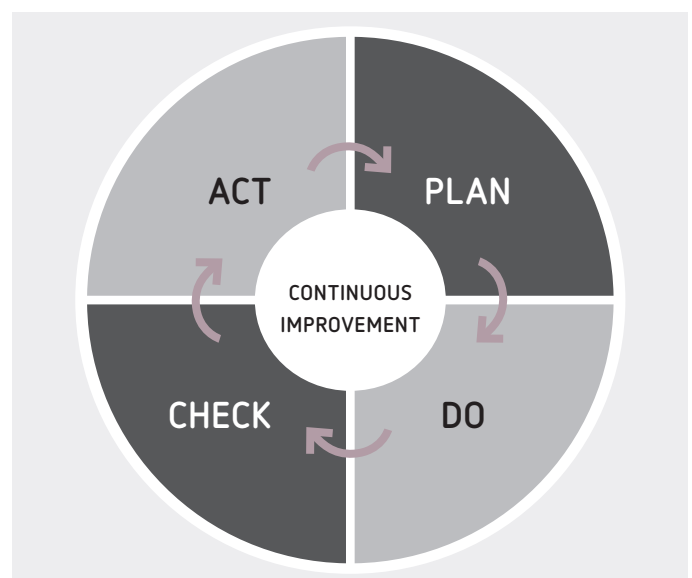 ACT
PLAN
CONTINUOUS
IMPROVEMENT
CHECK
DO